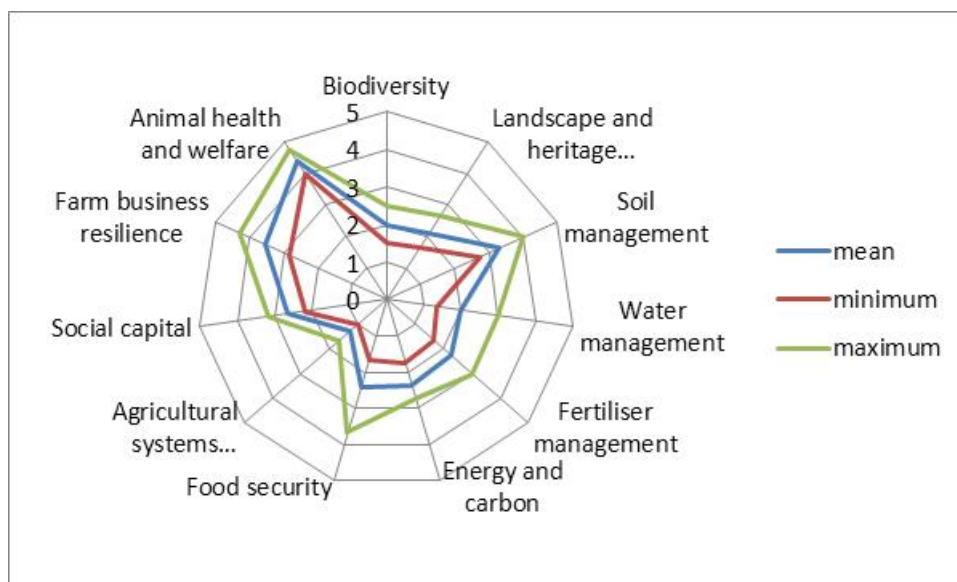 Biodiversity
Landscape and
heritage...
Soil
management
Water
management
Fertiliser
management
Energy and
carbon
Food security
Agricultural
systems...
Social capital
Farm business
resilience
Animal health
and welfare
5
4
3
2
1
0
mean
minimum
maximum